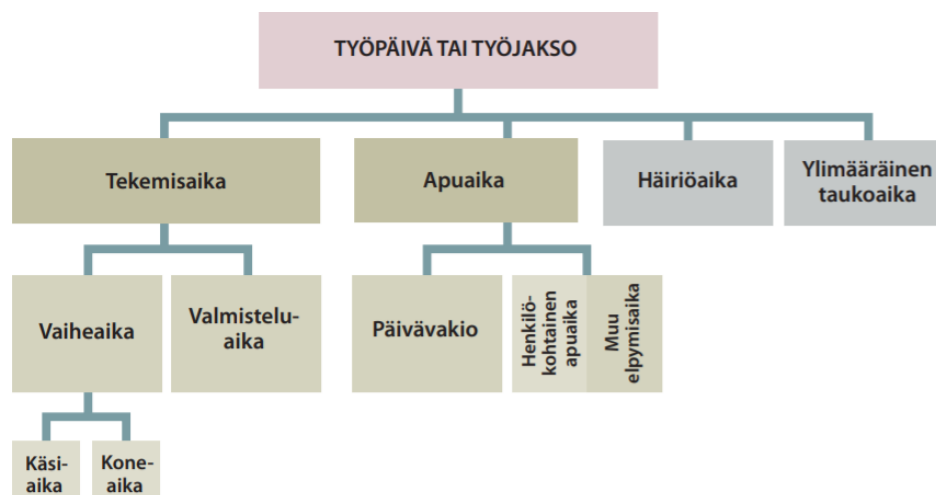 TYÖPÄIVÄ TAI TYÖJAKSO
Tekemisaika
Apuaika
Häiriöaika
Ylimääräinen
taukoaika
Vaiheaika
Valmistelu-
aika
Päivävakio
Henkilö-
kohtainen
apuaika
Muu
elpymisaika
Käsi-
aika
Kone-
aika